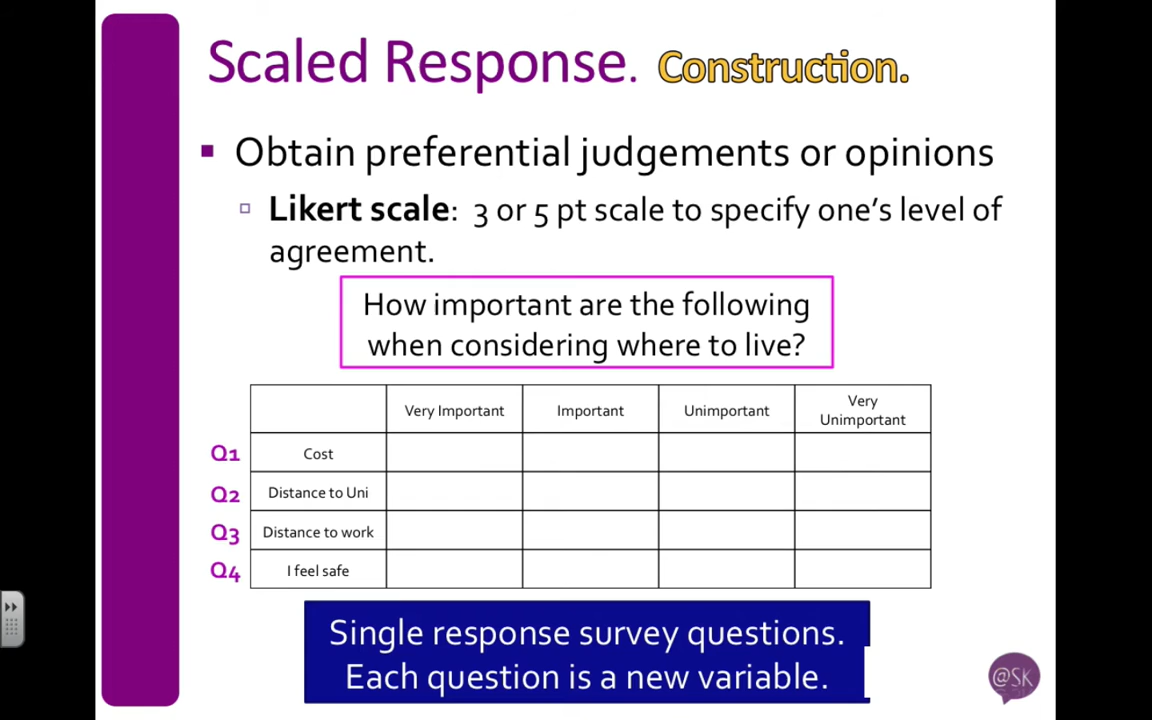 Scaled Response. Construction.
Obtain preferential judgements or opinions
Likert scale: 3 or 5 pt scale to specify one's level of
agreement.
How important are the following
when considering where to live?
Very Important Important Unimportant Very Unimportant
Q1 Cost
Q2 Distance to Uni
Q3 Distance to work
Q4 I feel safe
Single response survey questions.
Each question is a new variable.
@SK